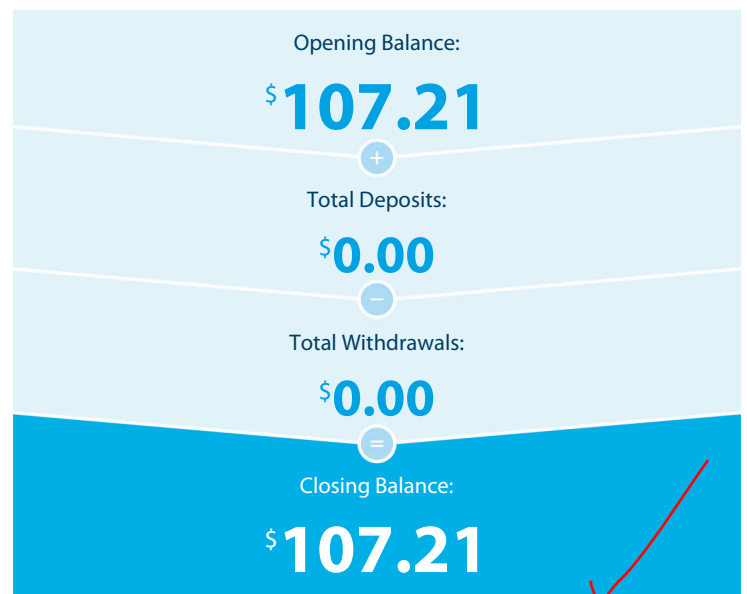 Opening Balance:
$107.21
+
Total Deposits:
$0.00
−
Total Withdrawals:
$0.00
=
Closing Balance:
$107.21